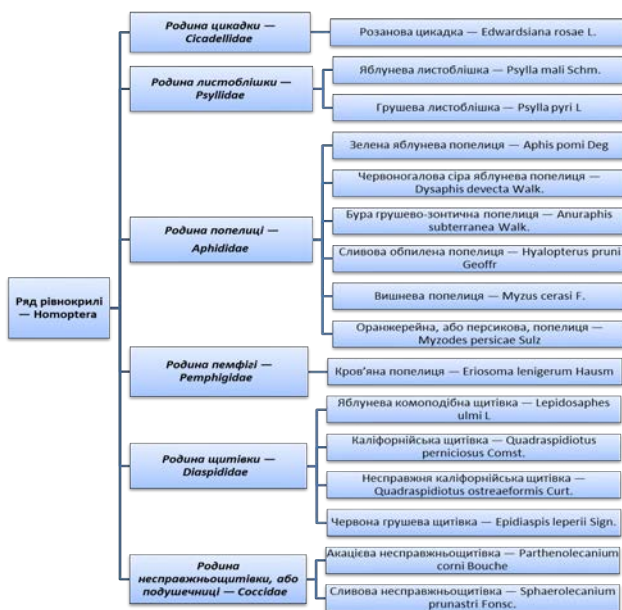 Ряд рівнокрилі
— Homoptera
Родина цикадки —
Cicadellidae
Розанова цикадка — Edwardsiana rosae L.
Родина листоблішки —
Psyllidae
Яблунева листоблішка — Psylla mali Schm.
Грушева листоблішка — Psylla pyri L
Родина попелиці —
Aphididae
Зелена яблунева попелиця — Aphis pomi Deg
Червоногалова сіра яблунева попелиця —
Dysaphis devecta Walk.
Бура грушево-зонтична попелиця — Anuraphis
subterranea Walk.
Сливова обпилена попелиця — Hyalopterus pruni
Geoffr
Вишнева попелиця — Myzus cerasi F.
Оранжерейна, або персикова, попелиця —
Myzodes persicae Sulz
Родина пемфігі —
Pemphigidae
Кров’яна попелиця — Eriosoma lenigerum Hausm
Родина щитівки —
Diaspididae
Яблунева комоподібна щитівка — Lepidosaphes
ulmi L
Каліфорнійська щитівка — Quadraspidiotus
perniciosus Comst.
Несправжня каліфорнійська щитівка —
Quadraspidiotus ostreaeformis Curt.
Червона грушева щитівка — Epidiaspis leperii Sign.
Родина
несправжньощитівки, або
подушечниці — Coccidae
Акацієва несправжньощитівка — Parthenolecanium
corni Bouche
Сливова несправжньощитівка — Sphaerolecanium
prunastri Fonsc.